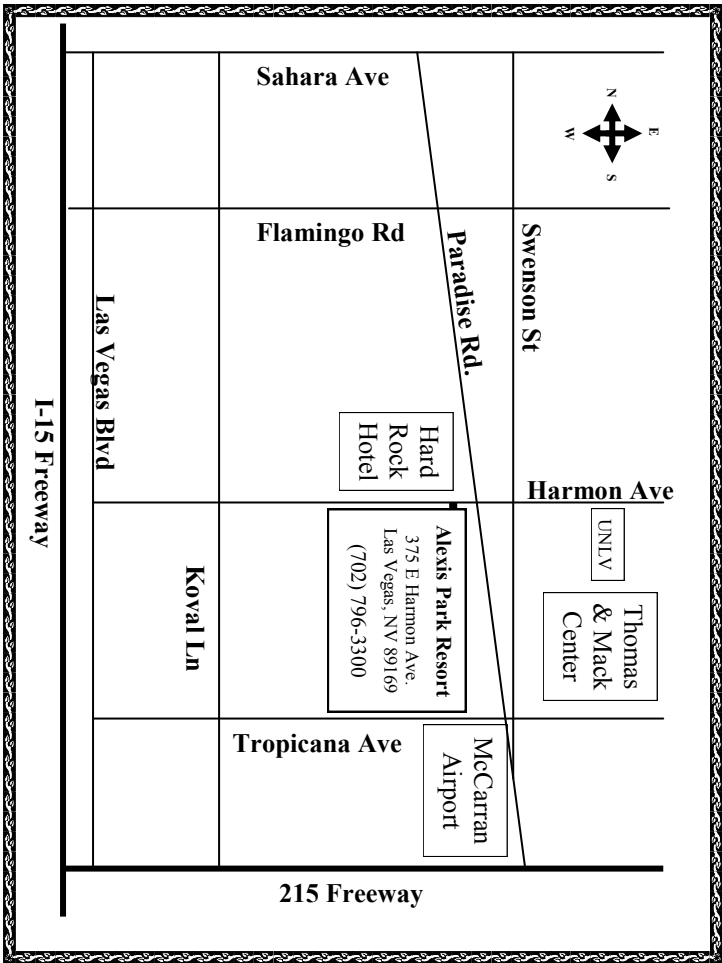 Sahara Ave
N
E
W
S
Flamingo Rd
Paradise Rd.
Swenson St
Las Vegas Blvd
I-15 Freeway
Hard
Rock
Hotel
Harmon Ave
UNLV
Thomas
& Mack
Center
Alexis Park Resort
375 E Harmon Ave.
Las Vegas, NV 89169
(702) 796-3300
Koval Ln
Tropicana Ave
McCarran
Airport
215 Freeway